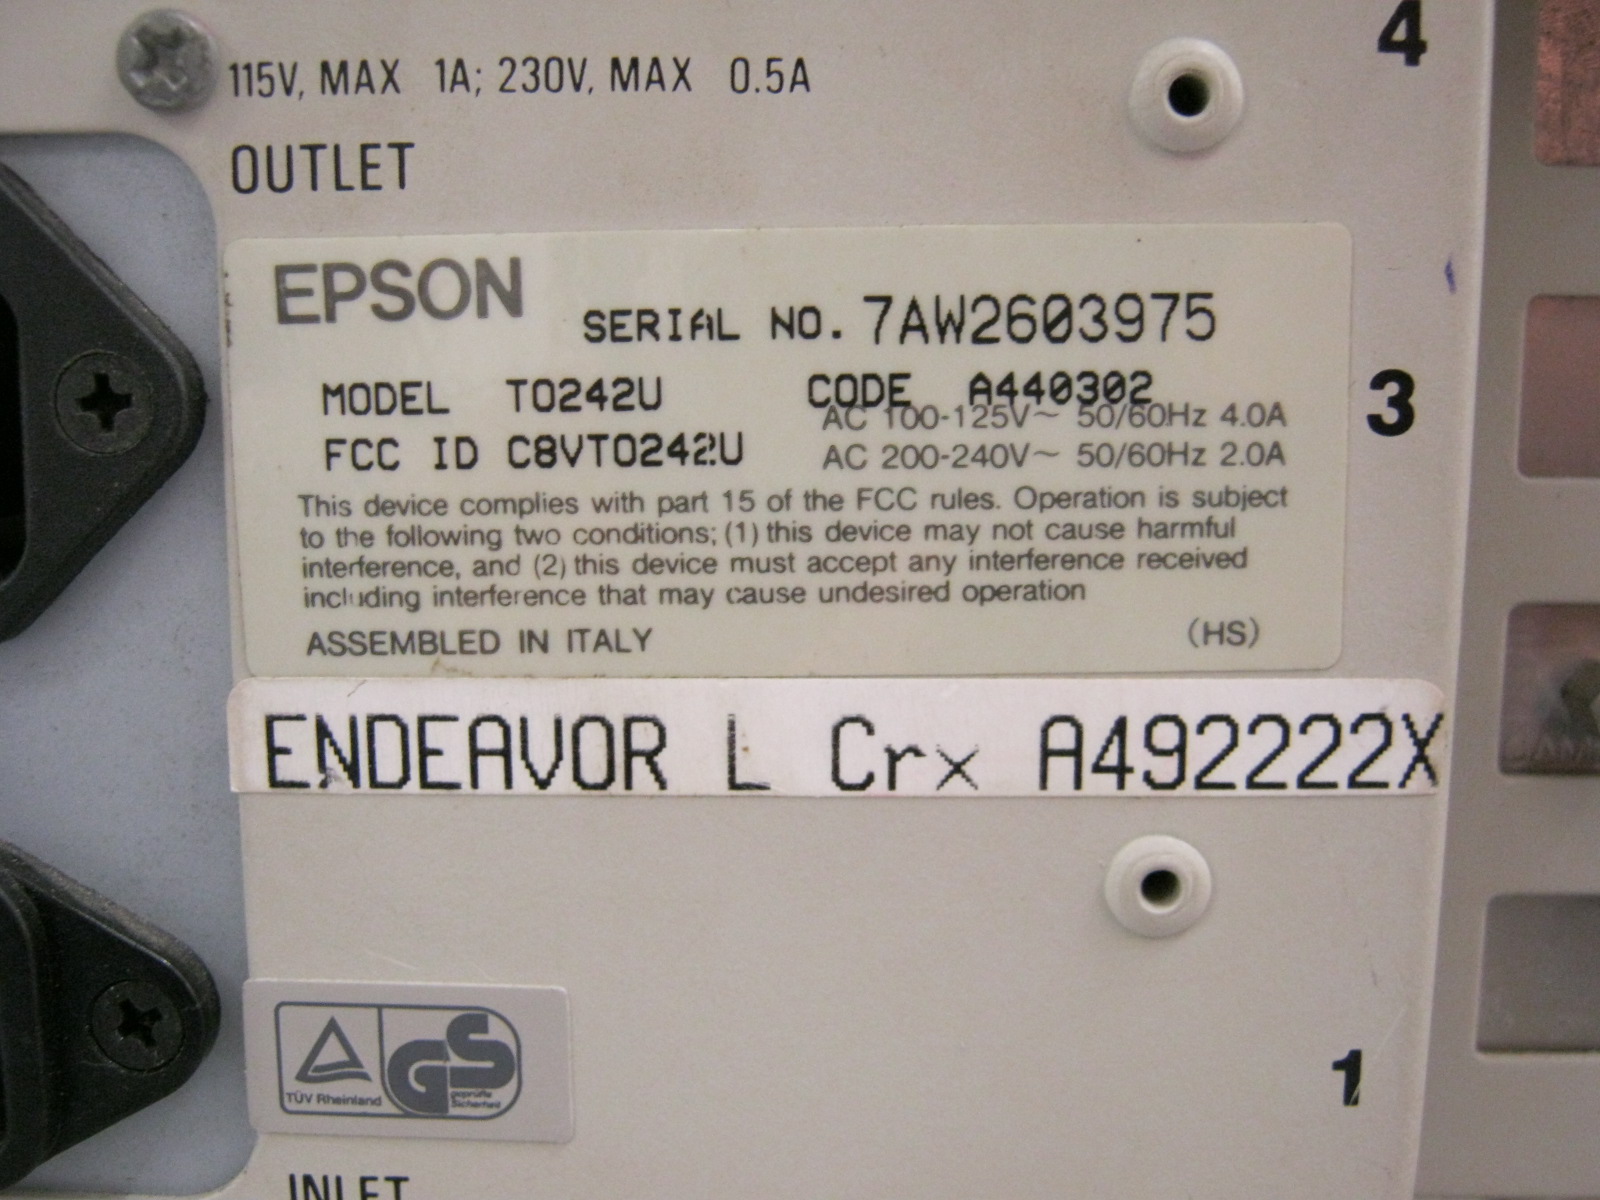 4
115V, MAX 1A; 230V, MAX 0.5A
OUTLET
EPSON
SERIAL NO. 7AW2603975
MODEL T0242U CODE A440302
AC 100-125V~ 50/60Hz 4.0A
3
FCC ID C8VT0242U
AC 200-240V~ 50/60Hz 2.0A
This device complies with part 15 of the FCC rules. Operation is subject
to the following two conditions; (1) this device may not cause harmful
interference, and (2) this device must accept any interference received
including interference that may cause undesired operation
ASSEMBLED IN ITALY (HS)
ENDEAVOR L Crx A492222X
1
TÜV Rheinland
GS
geprüfte
Sicherheit
INLET